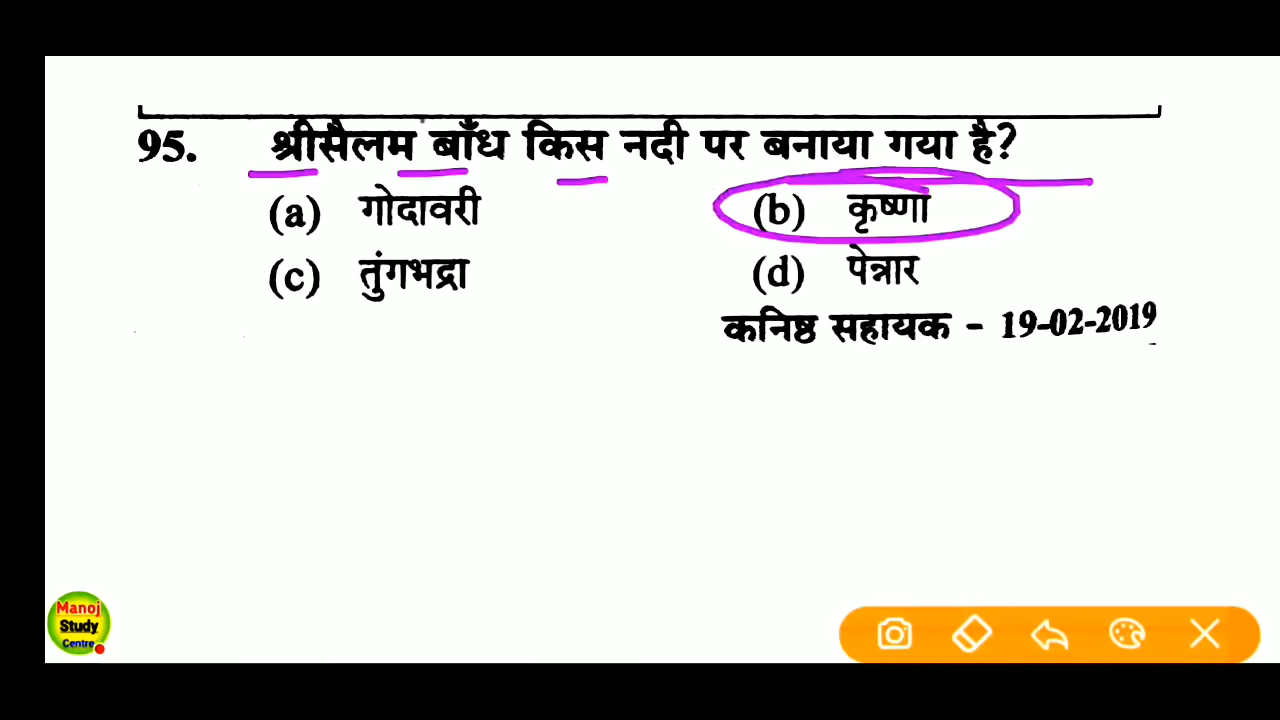 95. श्रीसैलम बाँध किस नदी पर बनाया गया है?
(a) गोदावरी (b) कृष्णा
(c) तुंगभद्रा (d) पेन्नार
कनिष्ठ सहायक - 19-02-2019
Manoj
Study
Centre